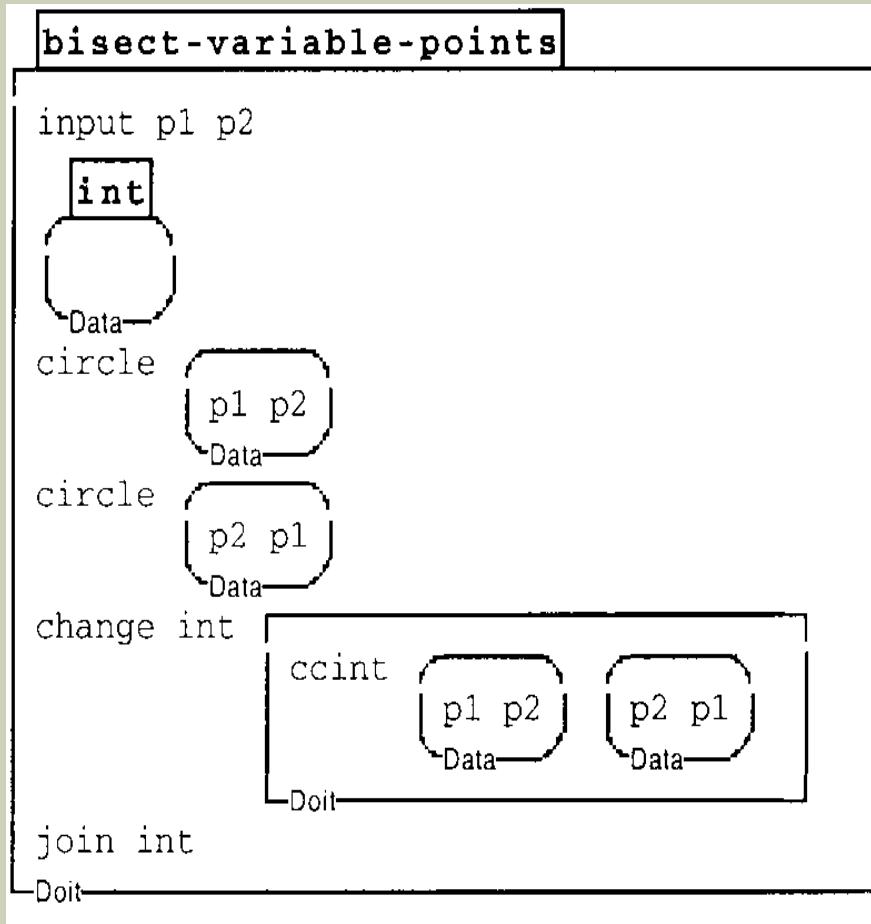 bisect-variable-points
input p1 p2
int
Data
circle p1 p2
Data
circle p2 p1
Data
change int
ccint p1 p2 p2 p1
Data Data
Doit
join int
Doit